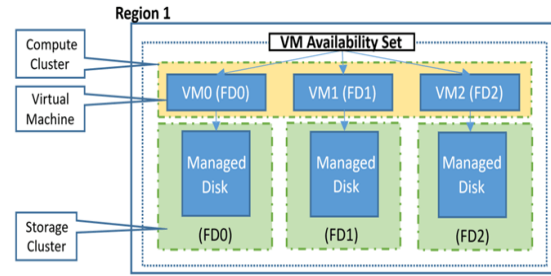 Region 1
Compute
Cluster
VM Availability Set
Virtual
Machine
VM0 (FD0)
VM1 (FD1)
VM2 (FD2)
Managed
Disk
Managed
Disk
Managed
Disk
Storage
Cluster
(FD0)
(FD1)
(FD2)